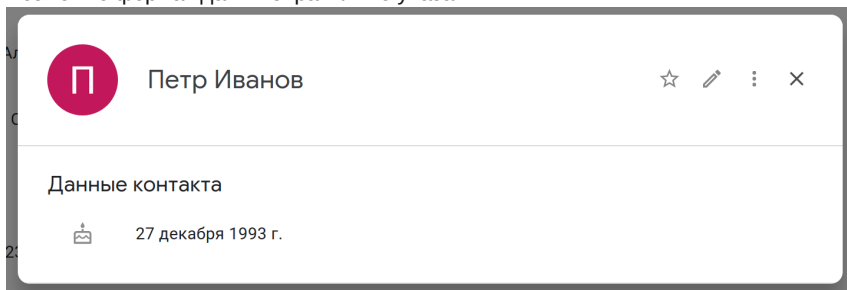 П
Петр Иванов
Данные контакта
27 декабря 1993 г.